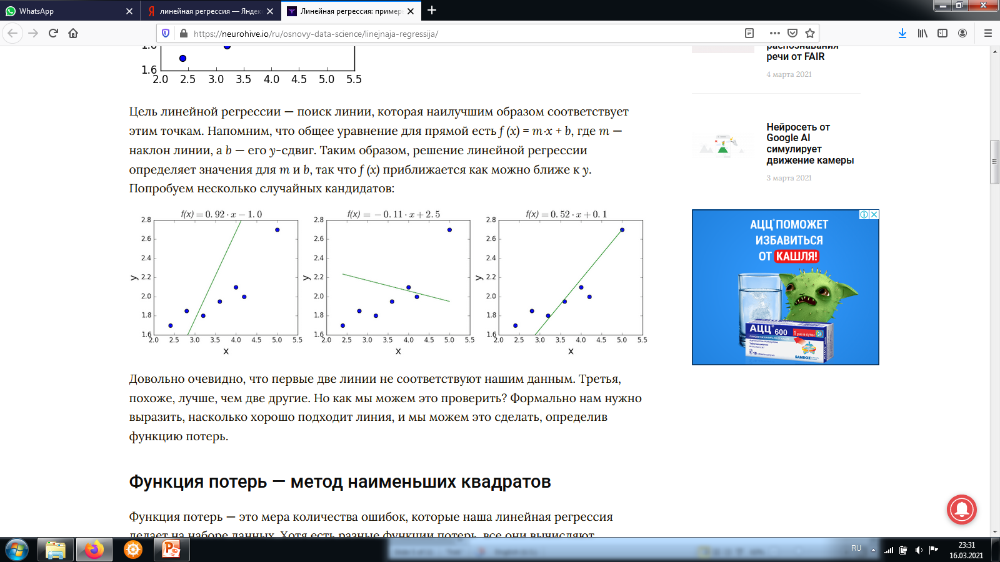 WhatsApp
линейная регрессия — Яндекс
Линейная регрессия: примеры
https://neurohive.io/ru/osnovy-data-science/linejnaja-regressija/
1.6
2.0 2.5 3.0 3.5 4.0 4.5 5.0 5.5
Цель линейной регрессии — поиск линии, которая наилучшим образом соответствует
этим точкам. Напомним, что общее уравнение для прямой есть f (x) = m⋅x + b, где m —
наклон линии, а b — его y-сдвиг. Таким образом, решение линейной регрессии
определяет значения для m и b, так что f (x) приближается как можно ближе к y.
Попробуем несколько случайных кандидатов:
f(x) = 0.92 · x − 1.0
2.8
2.6
2.4
2.2
2.0
1.8
1.6
y
2.0 2.5 3.0 3.5 4.0 4.5 5.0 5.5
x
f(x) = −0.11 · x + 2.5
2.8
2.6
2.4
2.2
2.0
1.8
1.6
y
2.0 2.5 3.0 3.5 4.0 4.5 5.0 5.5
x
f(x) = 0.52 · x + 0.1
2.8
2.6
2.4
2.2
2.0
1.8
1.6
y
2.0 2.5 3.0 3.5 4.0 4.5 5.0 5.5
x
Довольно очевидно, что первые две линии не соответствуют нашим данным. Третья,
похоже, лучше, чем две другие. Но как мы можем это проверить? Формально нам нужно
выразить, насколько хорошо подходит линия, и мы можем это сделать, определив
функцию потерь.
Функция потерь — метод наименьших квадратов
Функция потерь — это мера количества ошибок, которые наша линейная регрессия
делает на наборе данных. Хотя есть разные функции потерь, все они вычисляют
распознавания
речи от FAIR
4 марта 2021
Нейросеть от
Google AI
симулирует
движение камеры
3 марта 2021
АЦЦ® ПОМОЖЕТ
ИЗБАВИТЬСЯ
ОТ КАШЛЯ!
АЦЦ® 600
1 раз в сутки
24
10 таблеток шипучих
SANDOZ
RU
23:31
16.03.2021